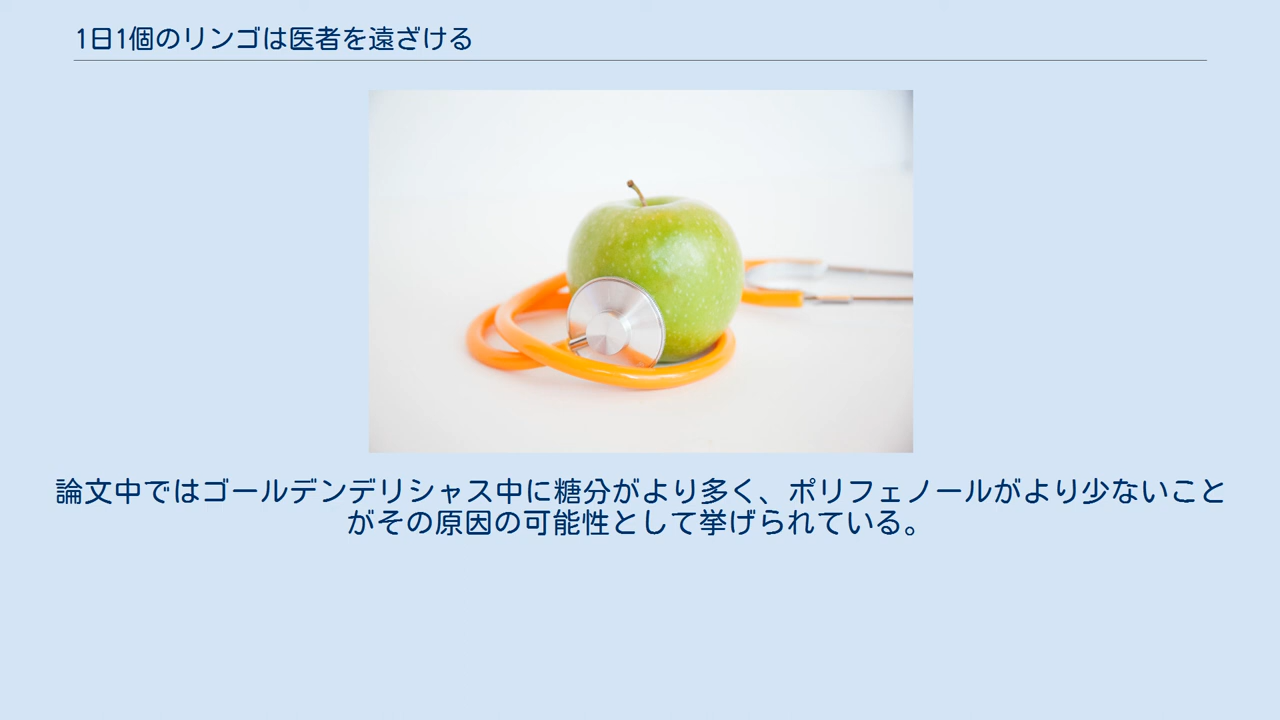 1日1個のリンゴは医者を遠ざける
論文中ではゴールデンデリシャス中に糖分がより多く、ポリフェノールがより少ないこと
がその原因の可能性として挙げられている。